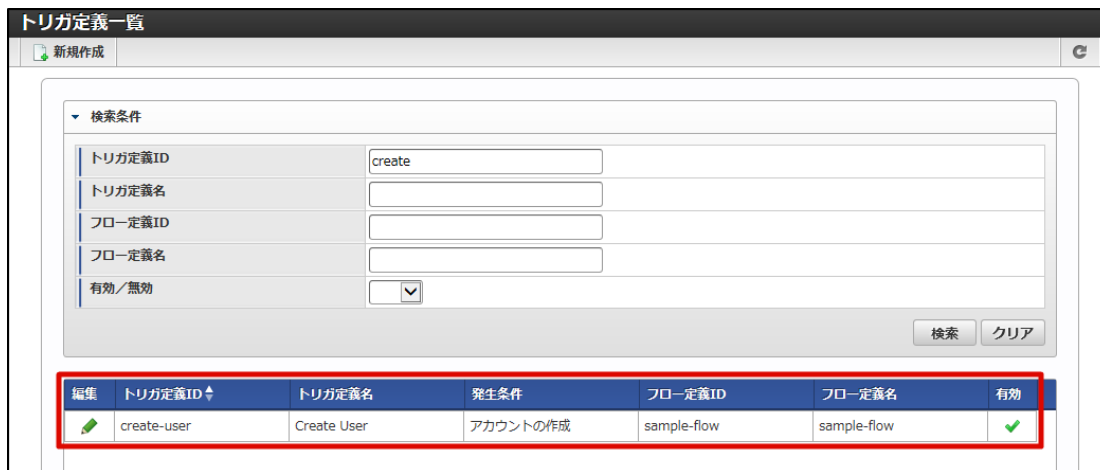 トリガ定義一覧
新規作成
検索条件
トリガ定義ID create
トリガ定義名
フロー定義ID
フロー定義名
有効／無効
検索 クリア
編集 トリガ定義ID トリガ定義名 発生条件 フロー定義ID フロー定義名 有効
create-user Create User アカウントの作成 sample-flow sample-flow